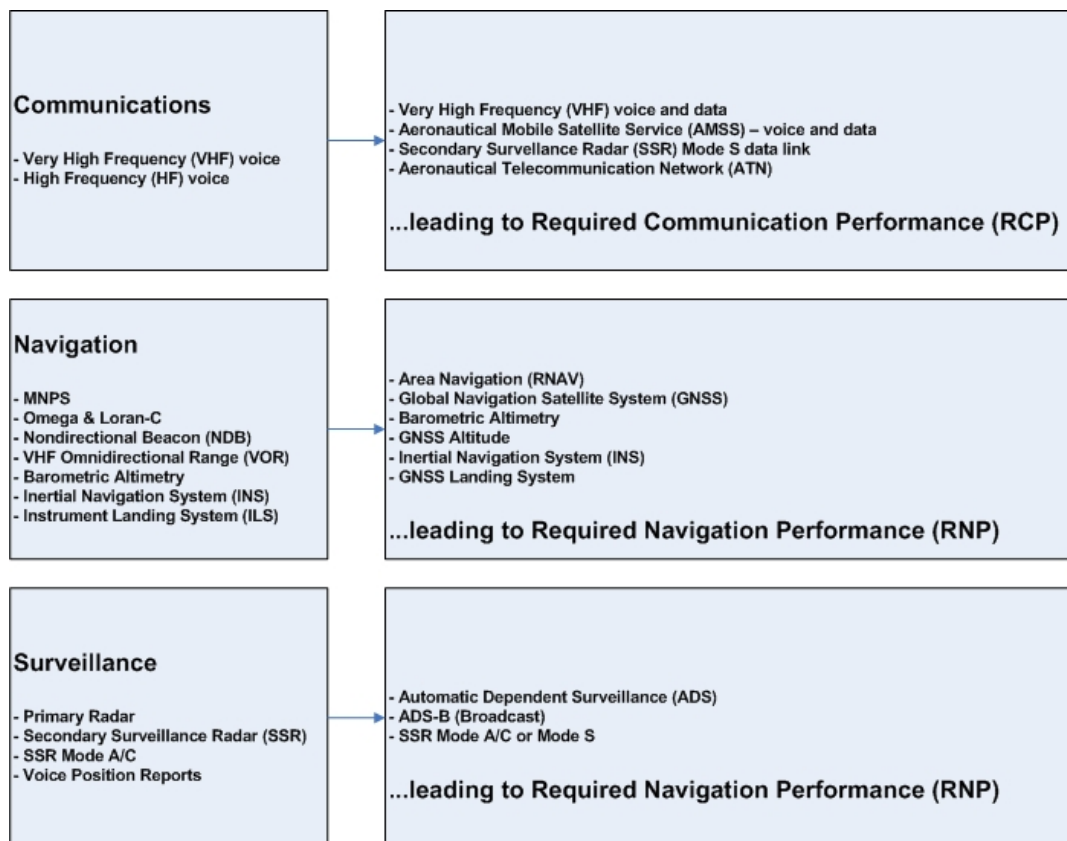 Communications
- Very High Frequency (VHF) voice
- High Frequency (HF) voice
- Very High Frequency (VHF) voice and data
- Aeronautical Mobile Satellite Service (AMSS) – voice and data
- Secondary Survellance Radar (SSR) Mode S data link
- Aeronautical Telecommunication Network (ATN)
...leading to Required Communication Performance (RCP)
Navigation
- MNPS
- Omega & Loran-C
- Nondirectional Beacon (NDB)
- VHF Omnidirectional Range (VOR)
- Barometric Altimetry
- Inertial Navigation System (INS)
- Instrument Landing System (ILS)
- Area Navigation (RNAV)
- Global Navigation Satellite System (GNSS)
- Barometric Altimetry
- GNSS Altitude
- Inertial Navigation System (INS)
- GNSS Landing System
...leading to Required Navigation Performance (RNP)
Surveillance
- Primary Radar
- Secondary Surveillance Radar (SSR)
- SSR Mode A/C
- Voice Position Reports
- Automatic Dependent Surveillance (ADS)
- ADS-B (Broadcast)
- SSR Mode A/C or Mode S
...leading to Required Navigation Performance (RNP)